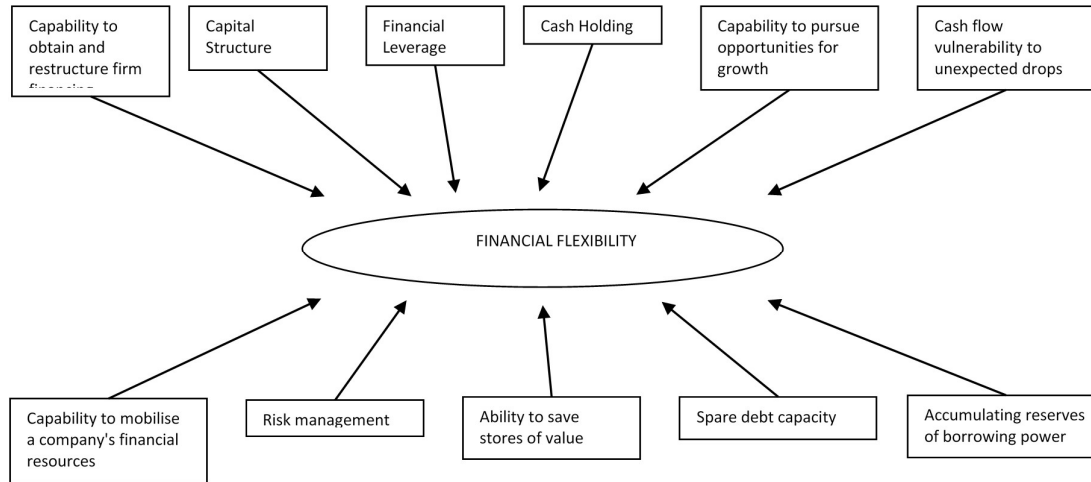 Capability to
obtain and
restructure firm
financing
Capital
Structure
Financial
Leverage
Cash Holding
Capability to pursue
opportunities for
growth
Cash flow
vulnerability to
unexpected drops
FINANCIAL FLEXIBILITY
Capability to mobilise
a company's financial
resources
Risk management
Ability to save
stores of value
Spare debt capacity
Accumulating reserves
of borrowing power